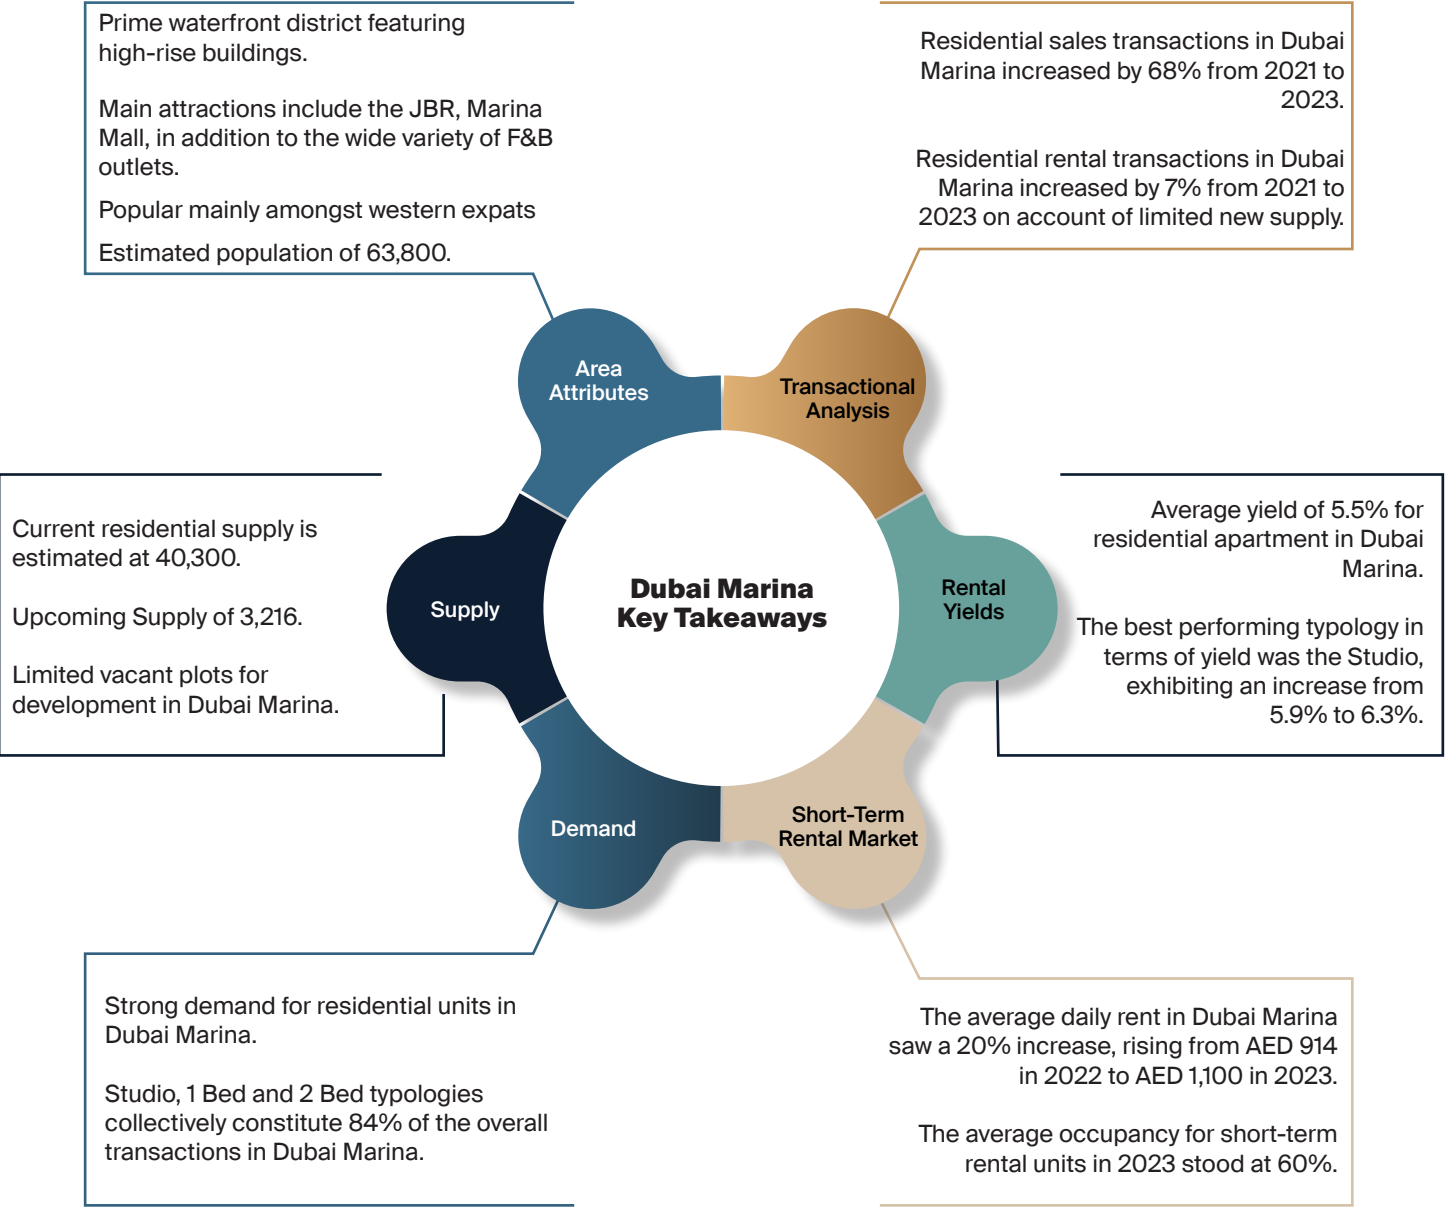 Prime waterfront district featuring
high-rise buildings.
Main attractions include the JBR, Marina
Mall, in addition to the wide variety of F&B
outlets.
Popular mainly amongst western expats
Estimated population of 63,800.
Residential sales transactions in Dubai
Marina increased by 68% from 2021 to
2023.
Residential rental transactions in Dubai
Marina increased by 7% from 2021 to
2023 on account of limited new supply.
Area
Attributes
Transactional
Analysis
Current residential supply is
estimated at 40,300.
Upcoming Supply of 3,216.
Limited vacant plots for
development in Dubai Marina.
Supply
Dubai Marina
Key Takeaways
Rental
Yields
Average yield of 5.5% for
residential apartment in Dubai
Marina.
The best performing typology in
terms of yield was the Studio,
exhibiting an increase from
5.9% to 6.3%.
Demand
Short-Term
Rental Market
Strong demand for residential units in
Dubai Marina.
Studio, 1 Bed and 2 Bed typologies
collectively constitute 84% of the overall
transactions in Dubai Marina.
The average daily rent in Dubai Marina
saw a 20% increase, rising from AED 914
in 2022 to AED 1,100 in 2023.
The average occupancy for short-term
rental units in 2023 stood at 60%.